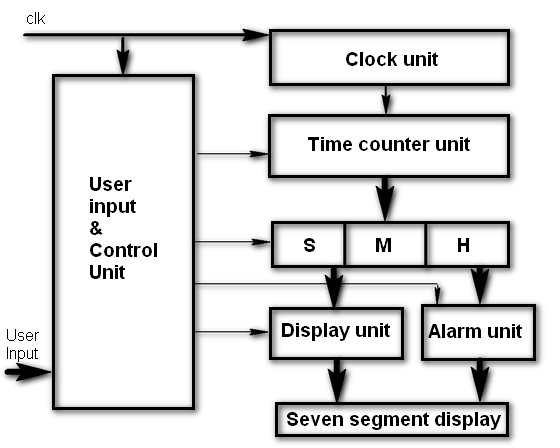 clk
Clock unit
Time counter unit
User
input
&
Control
Unit
S M H
User
Input
Display unit
Alarm unit
Seven segment display